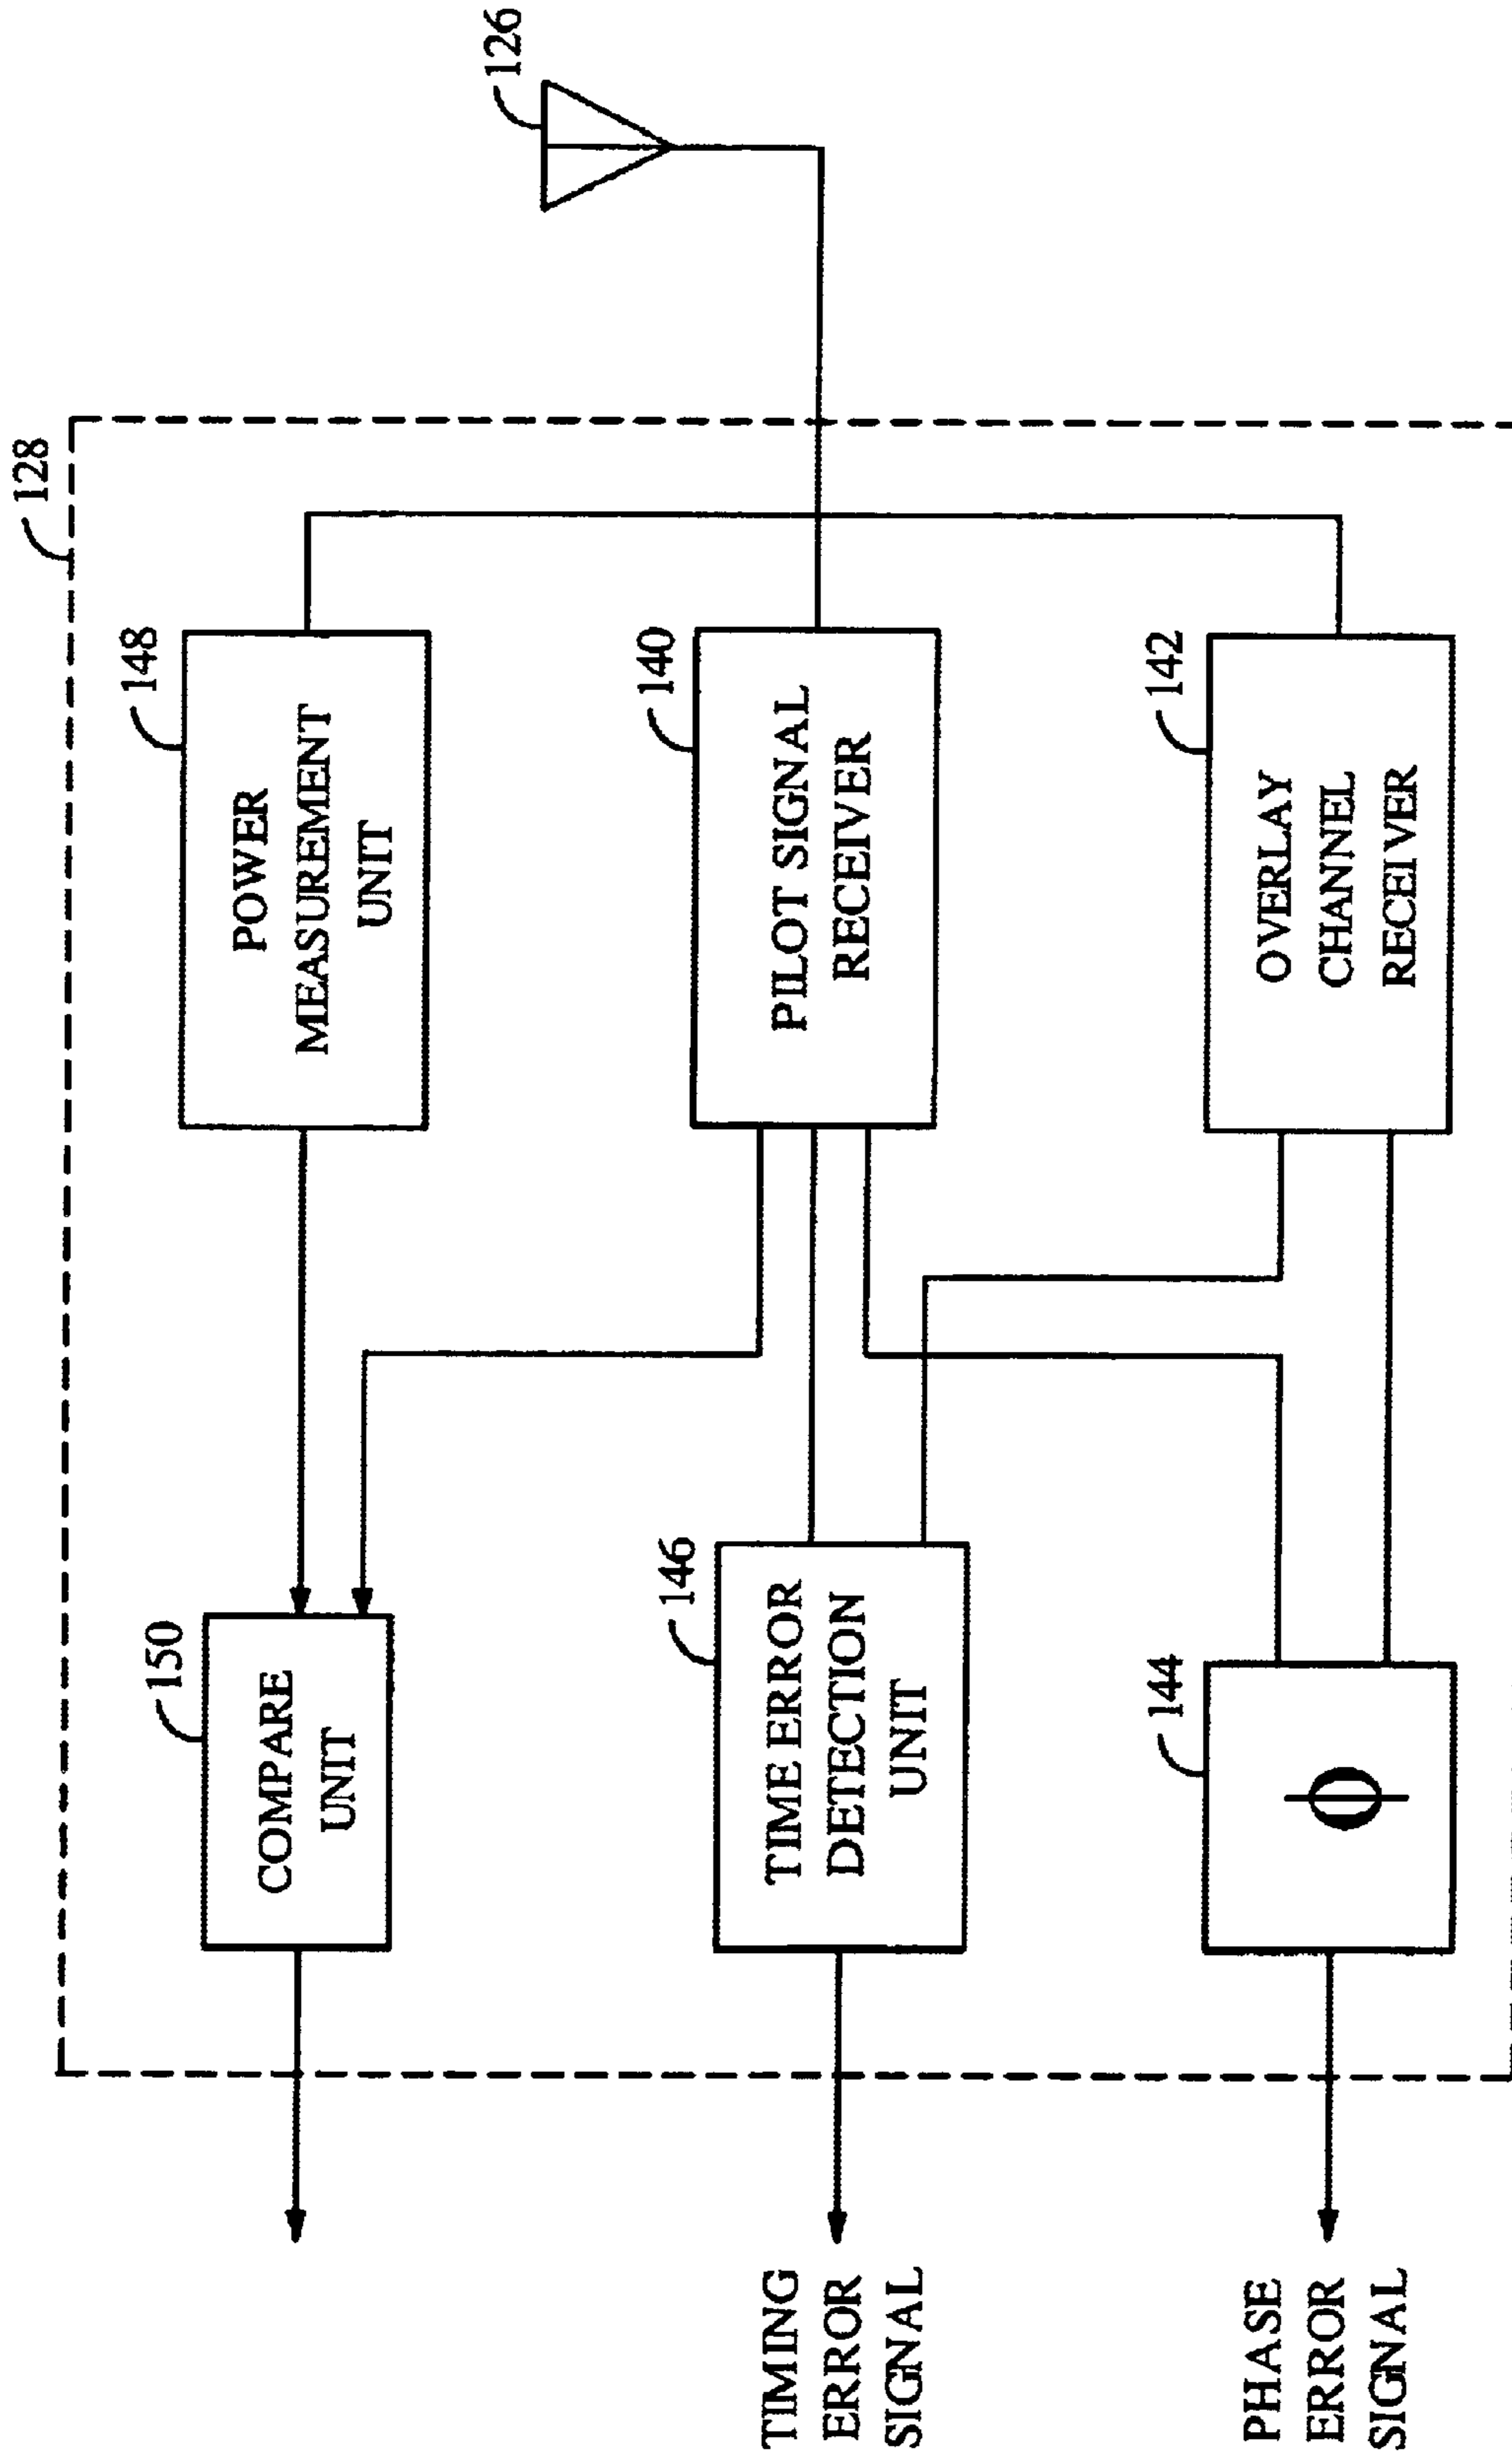 128
126
148
POWER
MEASUREMENT
UNIT
140
PILOT SIGNAL
RECEIVER
142
OVERLAY
CHANNEL
RECEIVER
150
COMPARE
UNIT
146
TIME ERROR
DETECTION
UNIT
144
Φ
TIMING
ERROR
SIGNAL
PHASE
ERROR
SIGNAL